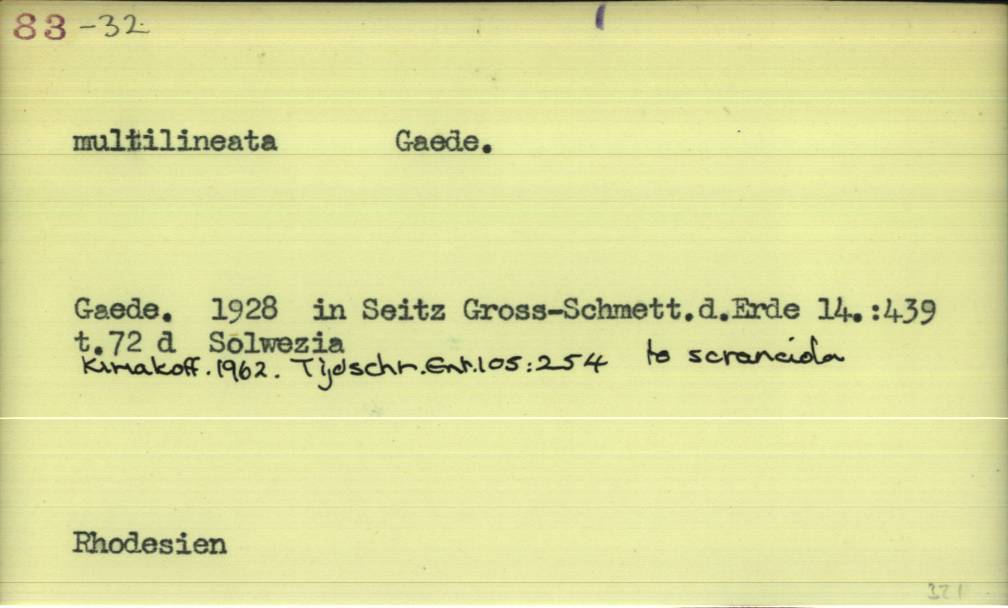 83 -32
multilineata Gaede.
Gaede. 1928 in Seitz Gross-Schmett.d.Erde 14.:439
t.72 d Solwezia
Kiriakoff.1962. Tijdschr.Ent.105:254 to scrancida
Rhodesien
321